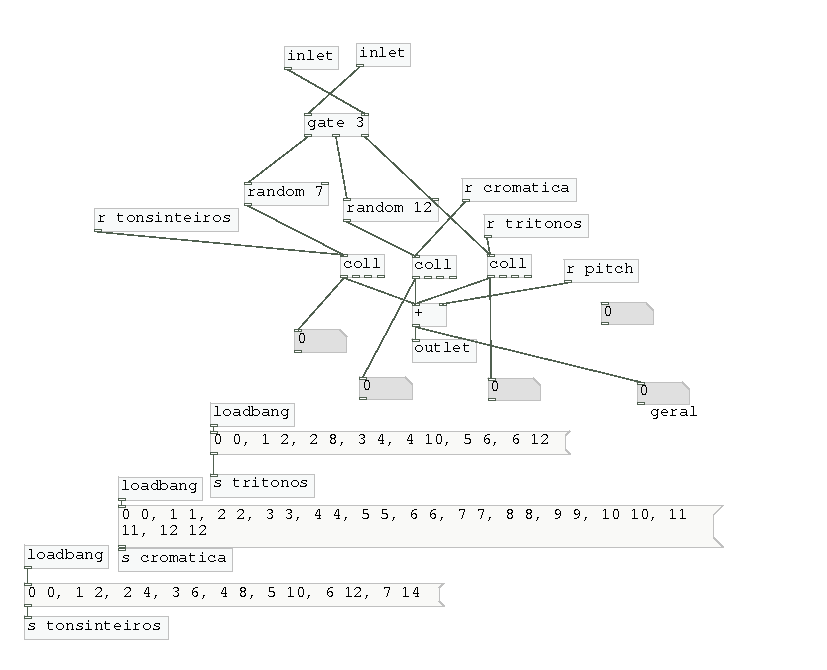 inlet
inlet
gate 3
random 7
r cromatica
random 12
r tonsinteiros
r tritonos
coll
coll
coll
r pitch
0
+
0
outlet
0
0
0
geral
loadbang
0 0, 1 2, 2 8, 3 4, 4 10, 5 6, 6 12
s tritonos
loadbang
0 0, 1 1, 2 2, 3 3, 4 4, 5 5, 6 6, 7 7, 8 8, 9 9, 10 10, 11
11, 12 12
s cromatica
loadbang
0 0, 1 2, 2 4, 3 6, 4 8, 5 10, 6 12, 7 14
s tonsinteiros